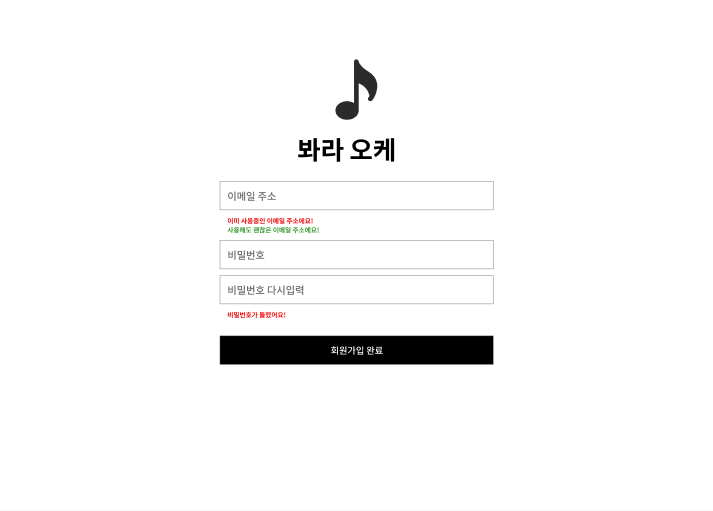 봐라 오케
이메일 주소
이미 사용중인 이메일 주소에요!
사용해도 괜찮은 이메일 주소에요!
비밀번호
비밀번호 다시입력
비밀번호가 틀렸어요!
회원가입 완료